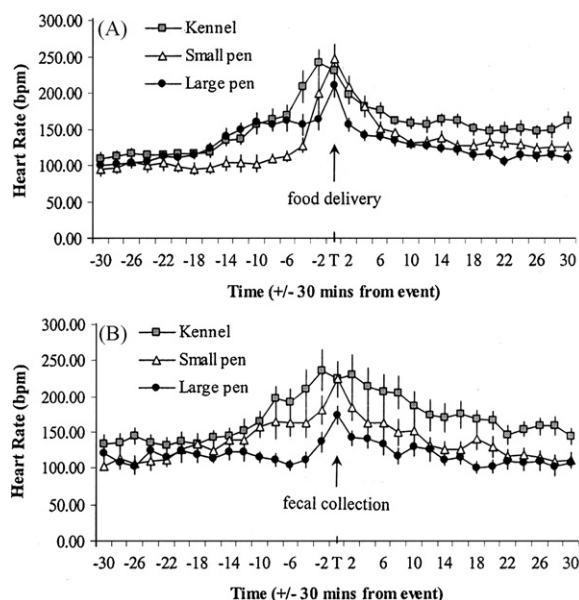 (A)
Kennel
Small pen
Large pen
Heart Rate (bpm)
300.00
250.00
200.00
150.00
100.00
50.00
0.00
food delivery
-30 -26 -22 -18 -14 -10 -6 -2 T 2 6 10 14 18 22 26 30
Time (+/- 30 mins from event)
(B)
Kennel
Small pen
Large pen
Heart Rate (bpm)
300.00
250.00
200.00
150.00
100.00
50.00
0.00
fecal collection
-30 -26 -22 -18 -14 -10 -6 -2 T 2 6 10 14 18 22 26 30
Time (+/- 30 mins from event)